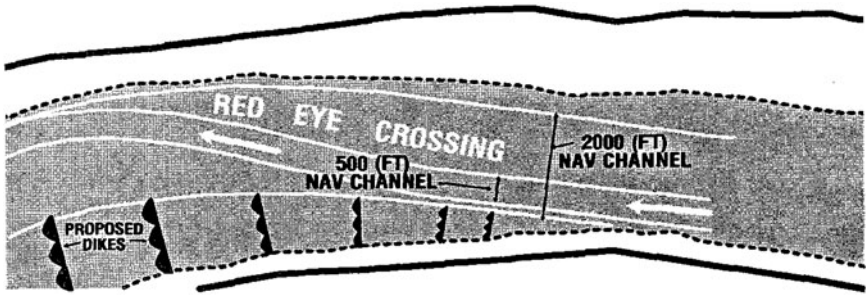 RED EYE CROSSING
500 (FT)
NAV CHANNEL
2000 (FT)
NAV CHANNEL
PROPOSED
DIKES